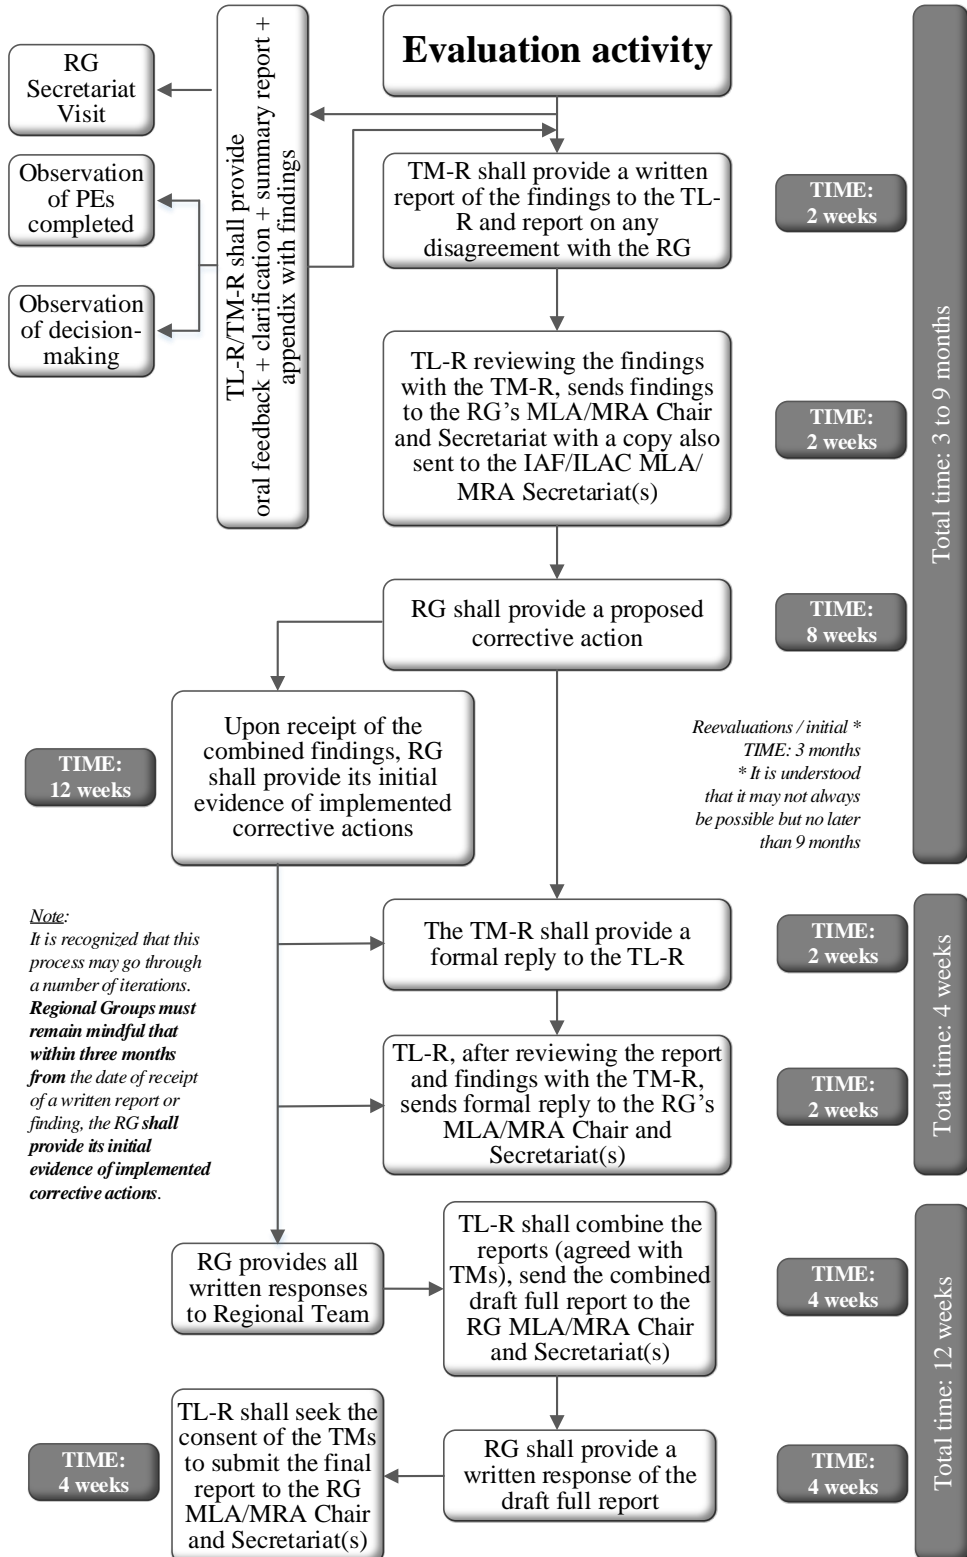 Evaluation activity
RG
Secretariat
Visit
Observation
of PEs
completed
Observation
of decision-
making
TL-R/TM-R shall provide
oral feedback + clarification + summary report +
appendix with findings
TM-R shall provide a written
report of the findings to the TL-
R and report on any
disagreement with the RG
TIME:
2 weeks
TL-R reviewing the findings
with the TM-R, sends findings
to the RG’s MLA/MRA Chair
and Secretariat with a copy also
sent to the IAF/ILAC MLA/
MRA Secretariat(s)
TIME:
2 weeks
Total time: 3 to 9 months
RG shall provide a proposed
corrective action
TIME:
8 weeks
Upon receipt of the
combined findings, RG
shall provide its initial
evidence of implemented
corrective actions
TIME:
12 weeks
Reevaluations / initial *
TIME: 3 months
* It is understood
that it may not always
be possible but no later
than 9 months
Note:
It is recognized that this
process may go through
a number of iterations.
Regional Groups must
remain mindful that
within three months
from the date of receipt
of a written report or
finding, the RG shall
provide its initial
evidence of implemented
corrective actions.
The TM-R shall provide a
formal reply to the TL-R
TIME:
2 weeks
TL-R, after reviewing the report
and findings with the TM-R,
sends formal reply to the RG’s
MLA/MRA Chair and
Secretariat(s)
TIME:
2 weeks
Total time: 4 weeks
RG provides all
written responses
to Regional Team
TL-R shall combine the
reports (agreed with
TMs), send the combined
draft full report to the
RG MLA/MRA Chair
and Secretariat(s)
TIME:
4 weeks
Total time: 12 weeks
RG shall provide a
written response of the
draft full report
TIME:
4 weeks
TL-R shall seek the
consent of the TMs
to submit the final
report to the RG
MLA/MRA Chair
and Secretariat(s)
TIME:
4 weeks